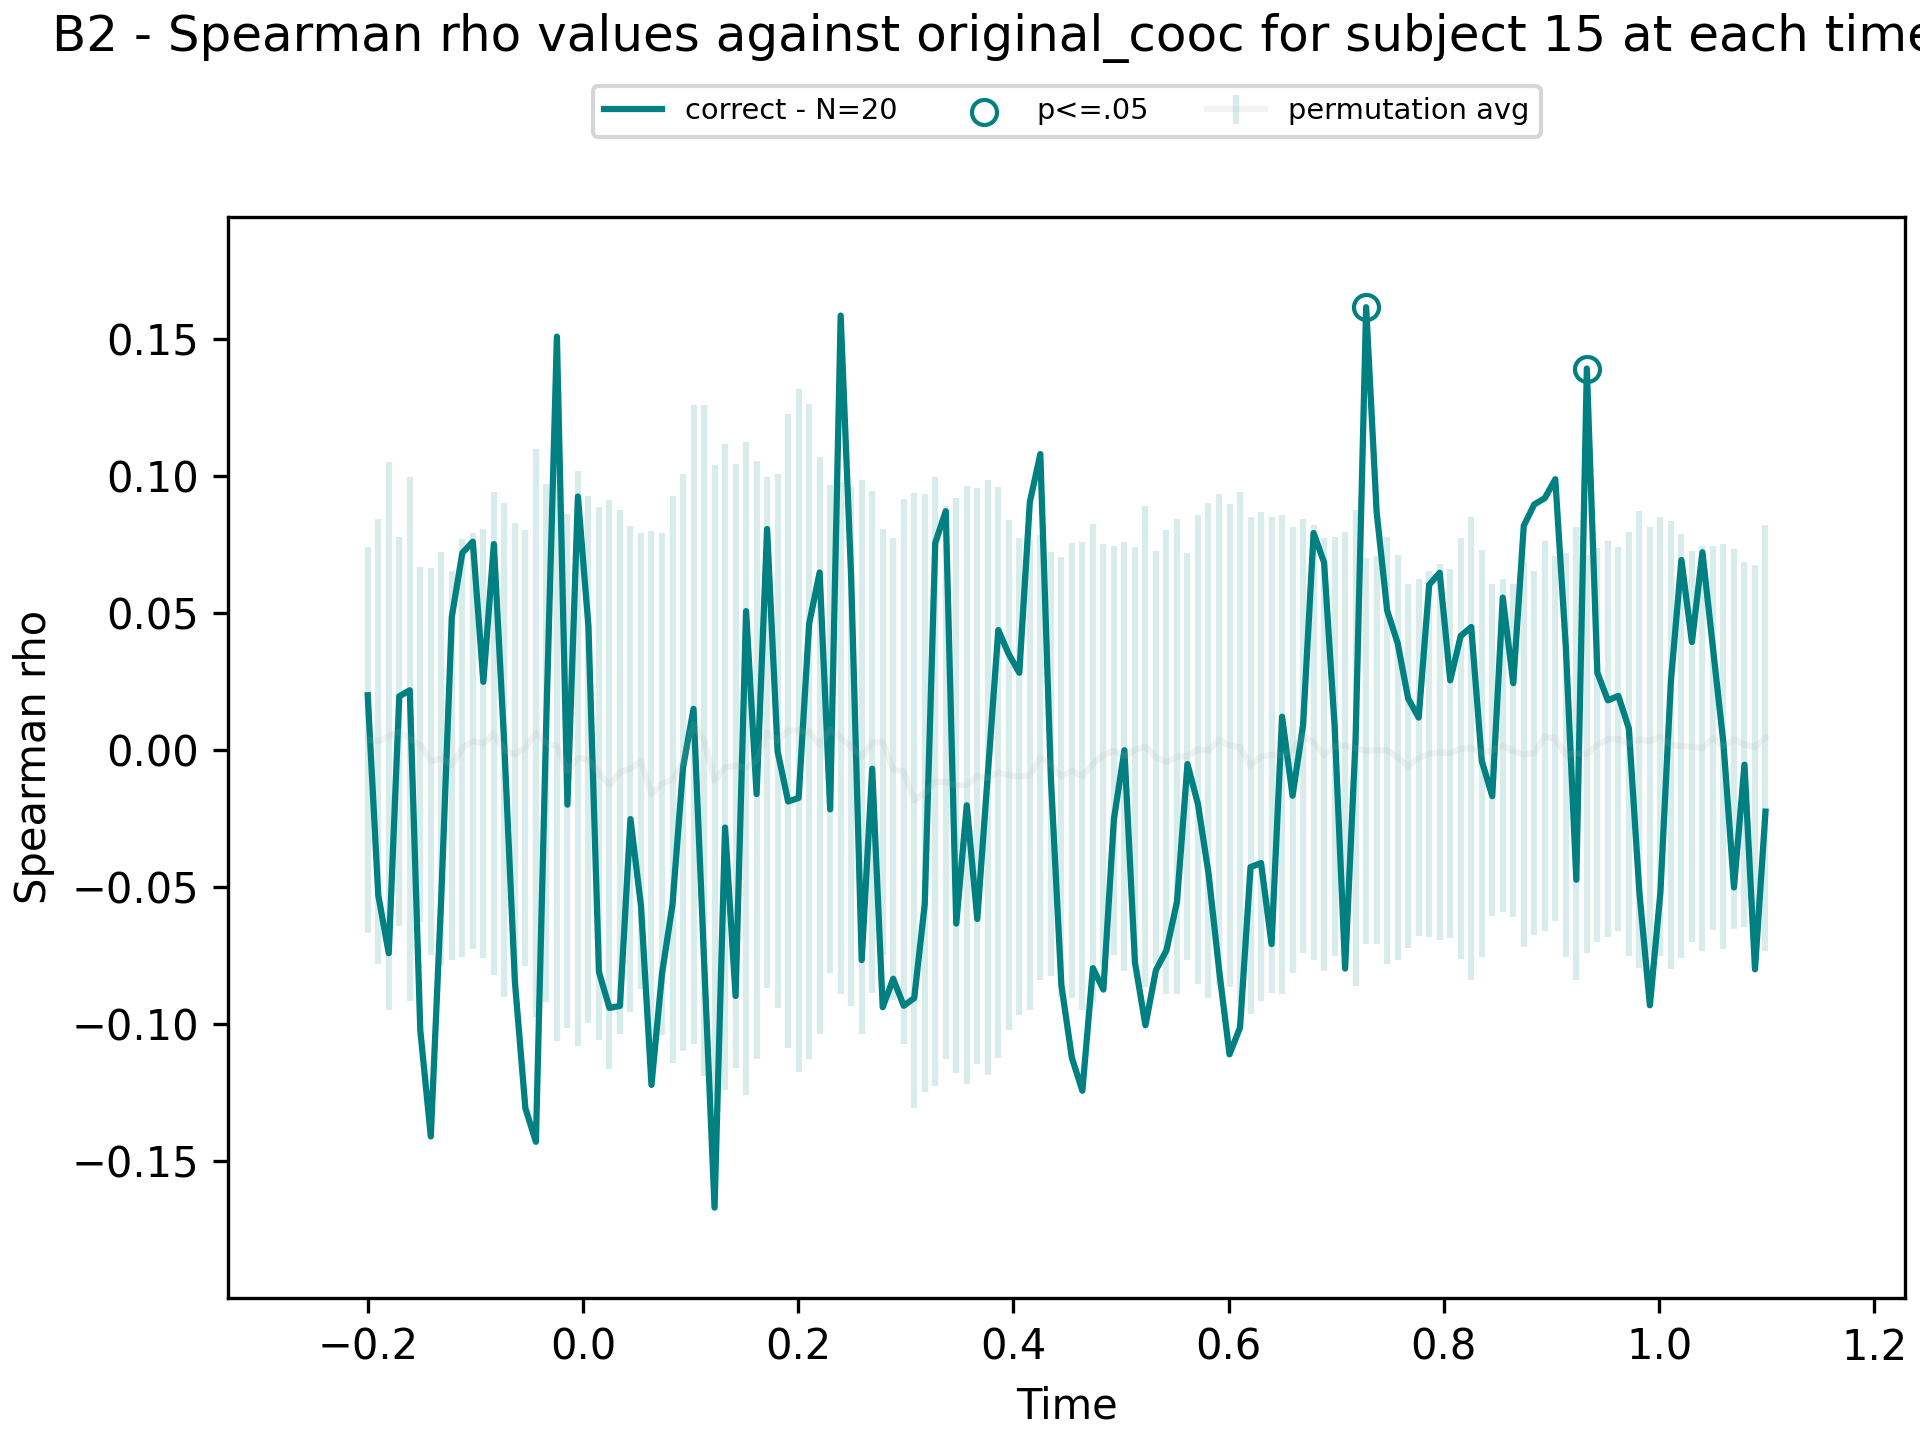 B2 - Spearman rho values against original_cooc for subject 15 at each time
correct - N=20 p<=.05 permutation avg
Spearman rho
0.15
0.10
0.05
0.00
−0.05
−0.10
−0.15
−0.2 0.0 0.2 0.4 0.6 0.8 1.0 1.2
Time